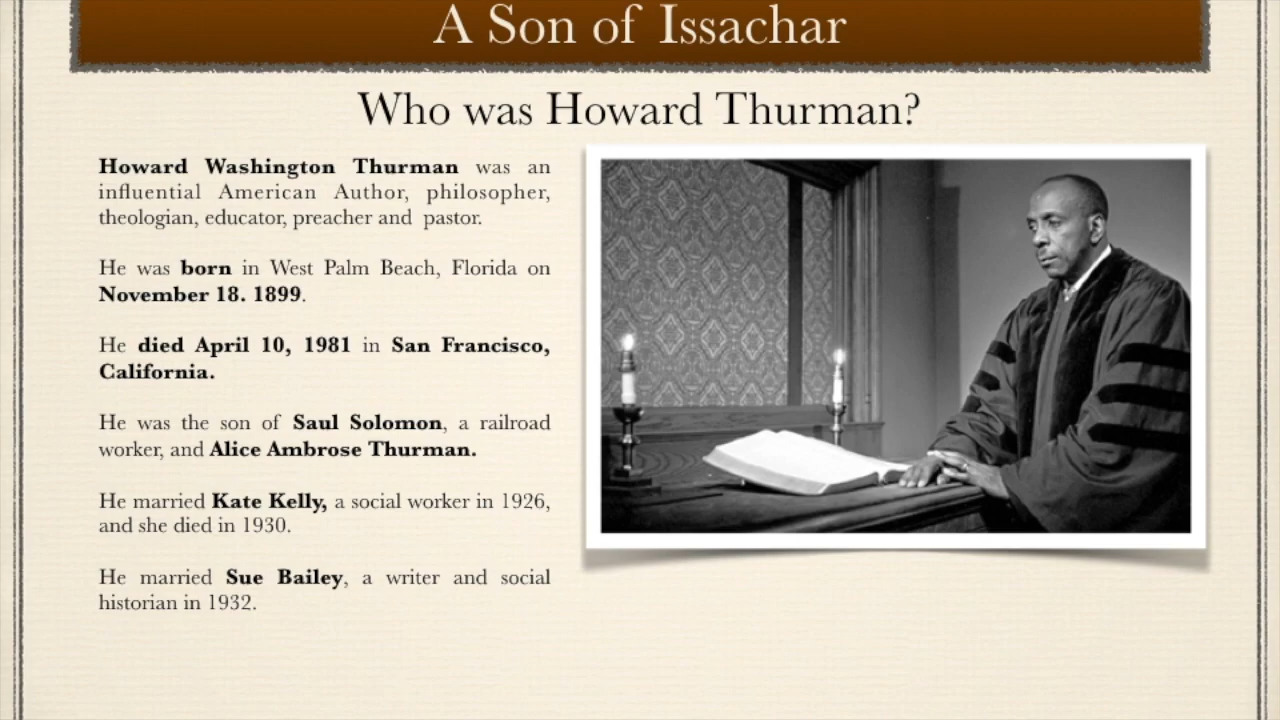 A Son of Issachar
Who was Howard Thurman?
Howard Washington Thurman was an
influential American Author, philosopher,
theologian, educator, preacher and pastor.
He was born in West Palm Beach, Florida on
November 18. 1899.
He died April 10, 1981 in San Francisco,
California.
He was the son of Saul Solomon, a railroad
worker, and Alice Ambrose Thurman.
He married Kate Kelly, a social worker in 1926,
and she died in 1930.
He married Sue Bailey, a writer and social
historian in 1932.